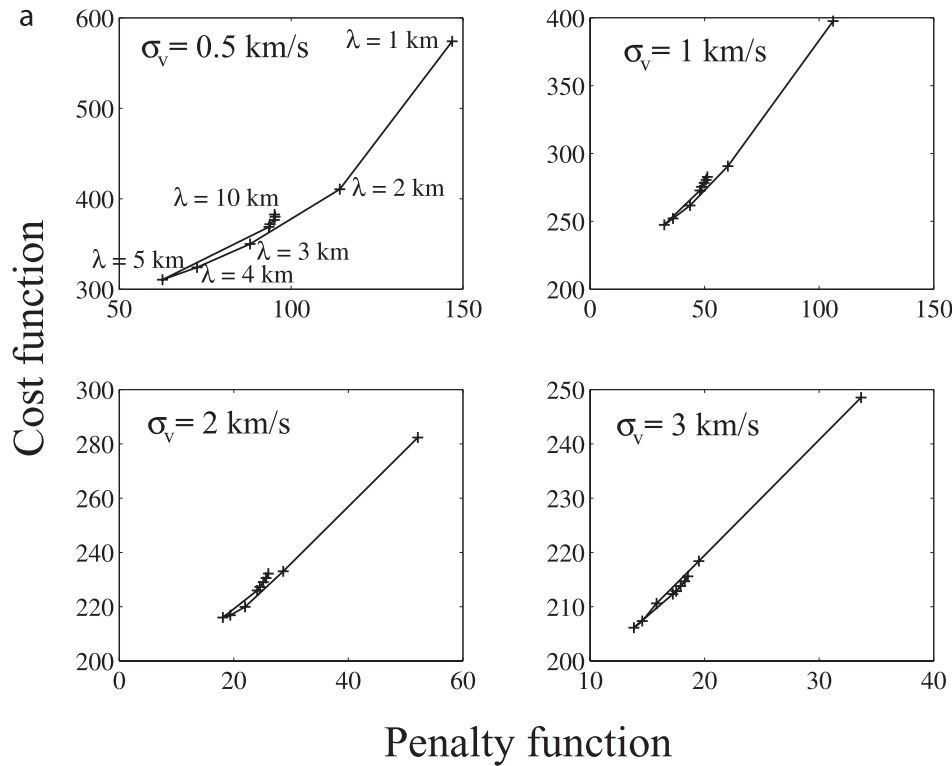 a
Cost function
600
500
400
300
50
100
150
σv= 0.5 km/s
λ = 1 km
λ = 2 km
λ = 10 km
λ = 3 km
λ = 5 km
λ = 4 km
400
350
300
250
200
0
50
100
150
σv= 1 km/s
300
280
260
240
220
200
0
20
40
60
σv= 2 km/s
250
240
230
220
210
200
10
20
30
40
σv= 3 km/s
Penalty function